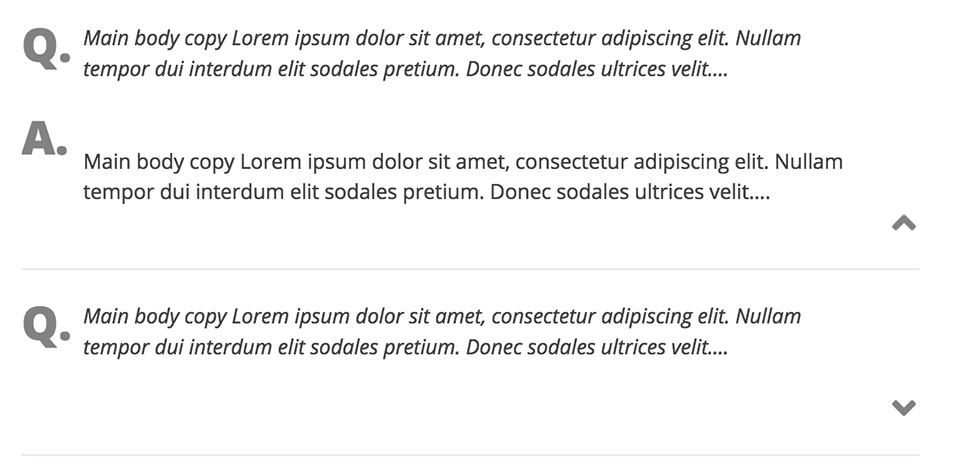 Q. Main body copy Lorem ipsum dolor sit amet, consectetur adipiscing elit. Nullam
tempor dui interdum elit sodales pretium. Donec sodales ultrices velit....
A.
Main body copy Lorem ipsum dolor sit amet, consectetur adipiscing elit. Nullam
tempor dui interdum elit sodales pretium. Donec sodales ultrices velit....
Q. Main body copy Lorem ipsum dolor sit amet, consectetur adipiscing elit. Nullam
tempor dui interdum elit sodales pretium. Donec sodales ultrices velit....